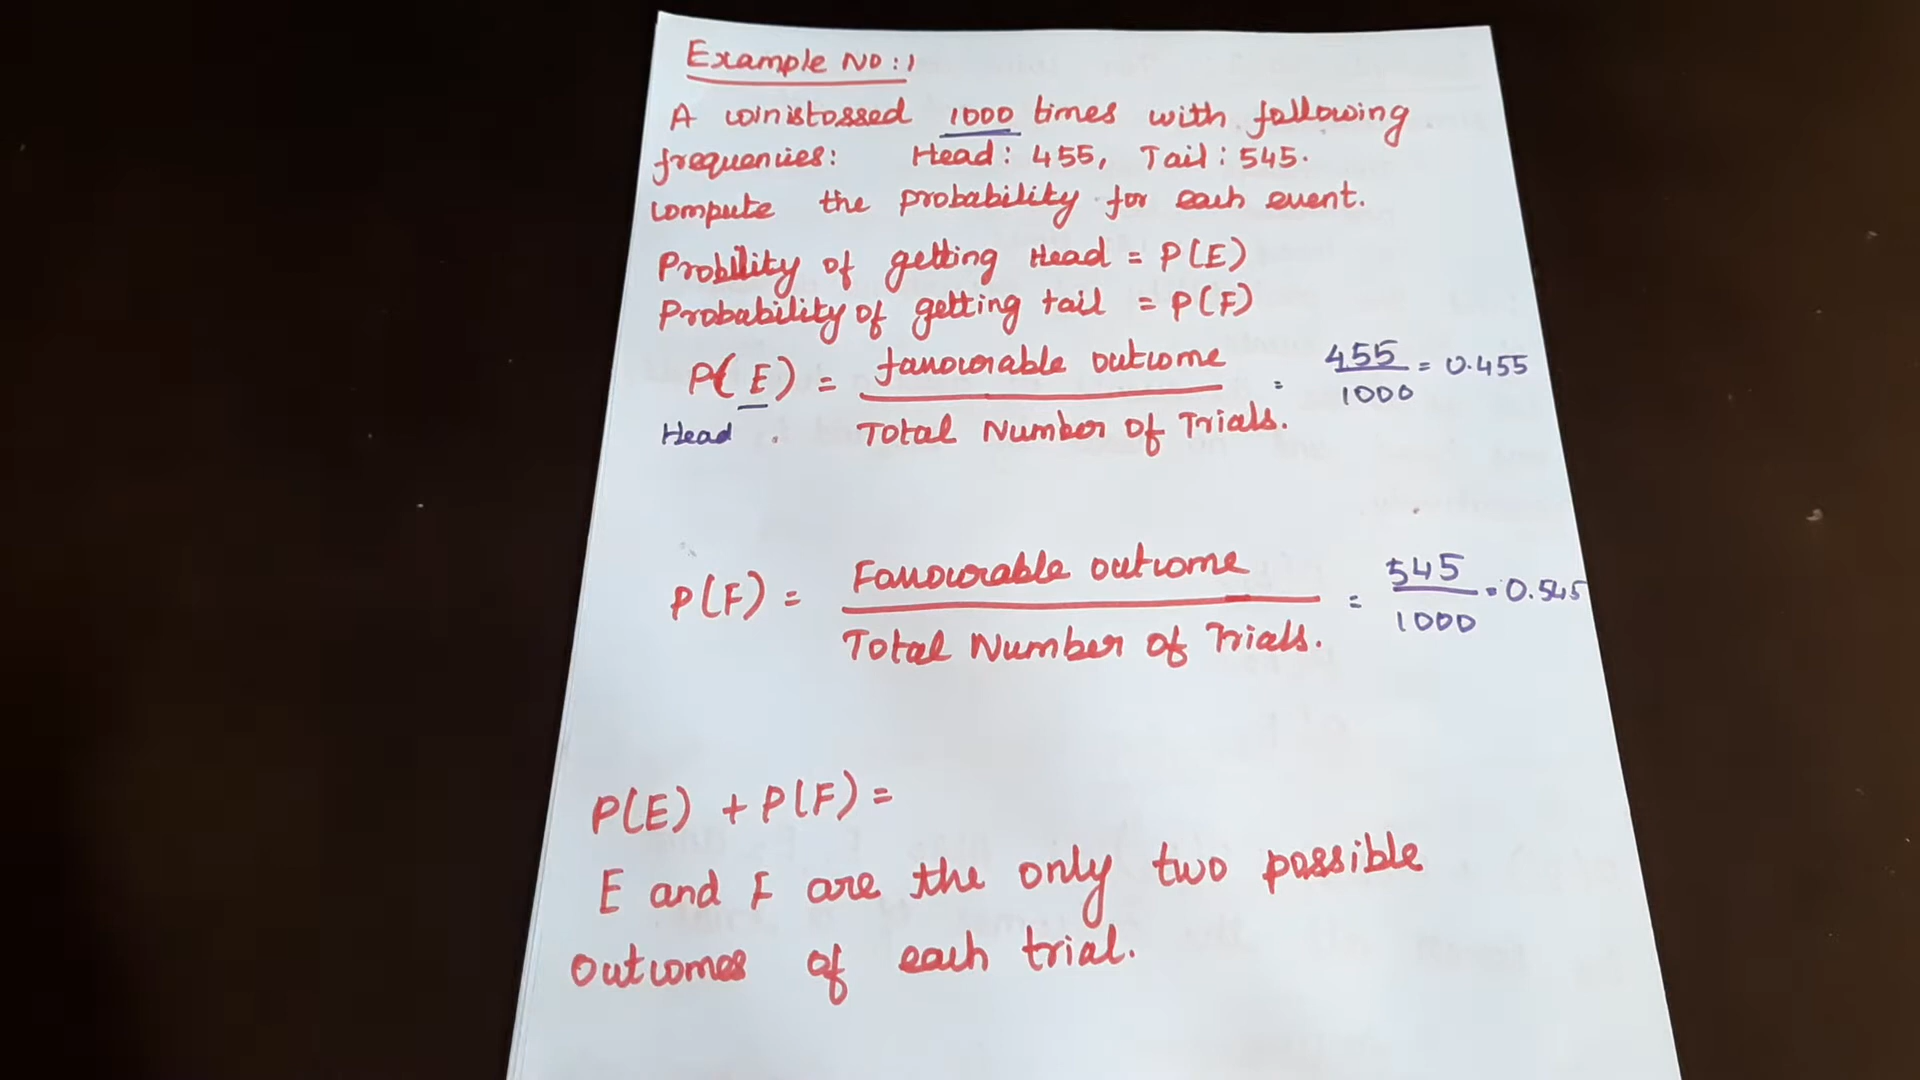 Example No:1
A coin is tossed 1000 times with following
frequencies: Head: 455, Tail: 545.
compute the probability for each event.
Probility of getting Head = P(E)
Probability of getting tail = P(F)
P(E) = favourable outcome / Total Number of Trials. = 455/1000 = 0.455
Head
P(F) = Favourable outcome / Total Number of Trials. = 545/1000 = 0.545
P(E) + P(F) =
E and F are the only two possible
outcomes of each trial.